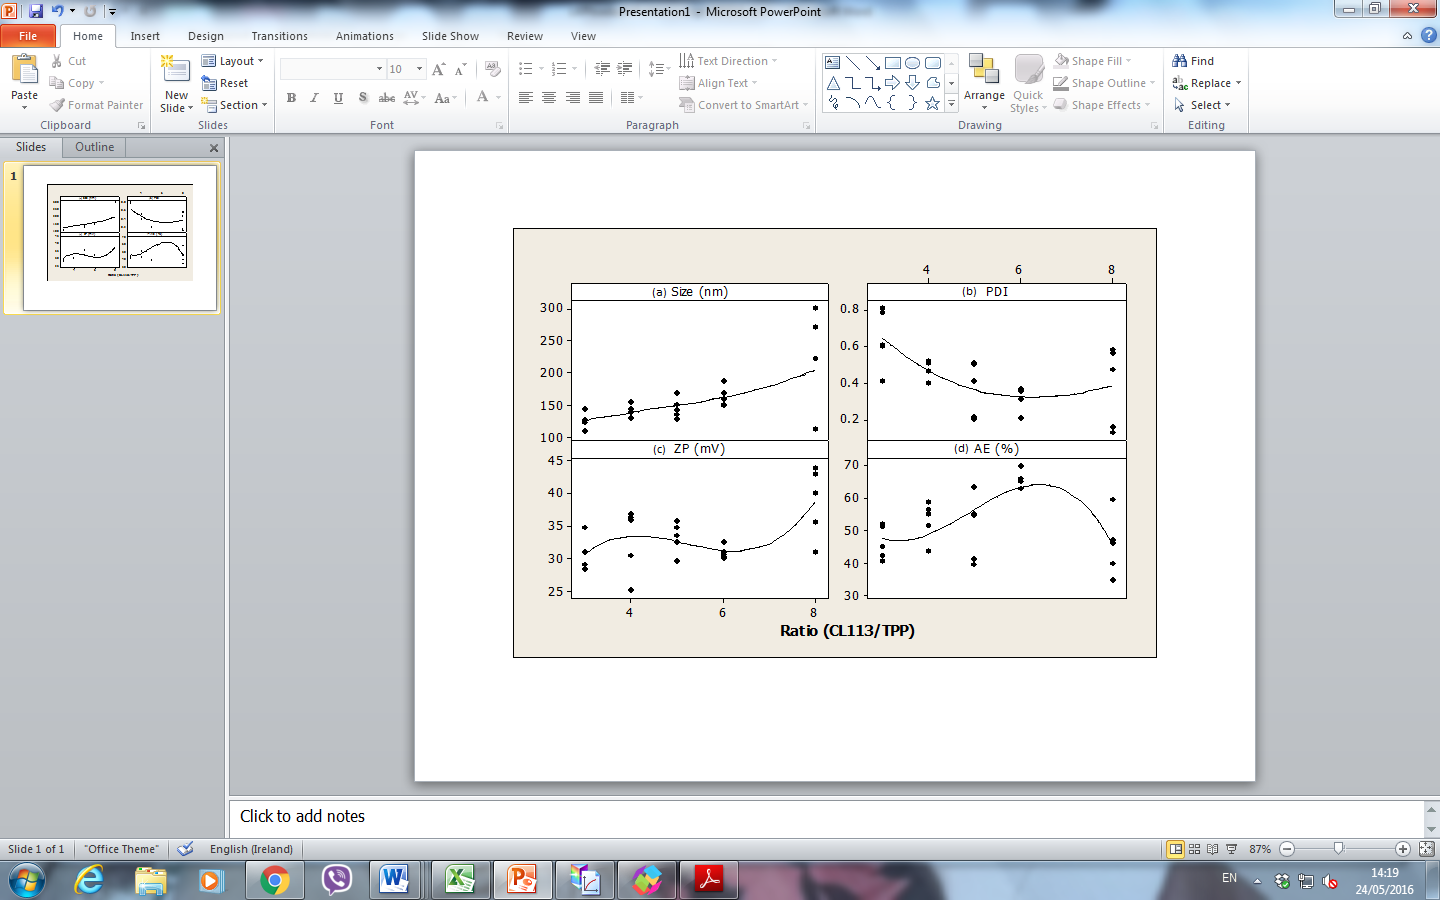 Presentation1 - Microsoft PowerPoint
File Home Insert Design Transitions Animations Slide Show Review View
Paste
Cut
Copy
Format Painter
Clipboard
New Slide
Layout
Reset
Section
Slides
10
B I U S abc AV Aa A
Font
Text Direction
Align Text
Convert to SmartArt
Paragraph
Arrange
Quick Styles
Shape Fill
Shape Outline
Shape Effects
Drawing
Find
Replace
Select
Editing
Slides Outline
1
4 6 8
(a) Size (nm) (b) PDI
300
250
200
150
100
0.8
0.6
0.4
0.2
(c) ZP (mV) (d) AE (%)
45
40
35
30
25
70
60
50
40
30
4 6 8
Ratio (CL113/TPP)
Click to add notes
Slide 1 of 1 "Office Theme" English (Ireland) 87%
EN 14:19
24/05/2016